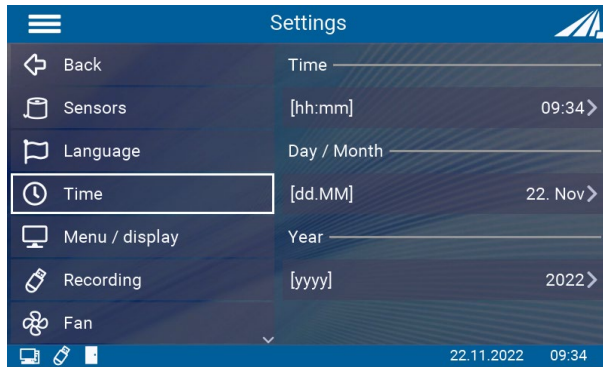 Settings
Back
Sensors
Language
Time
Menu / display
Recording
Fan
Time
[hh:mm] 09:34
Day / Month
[dd.MM] 22. Nov
Year
[yyyy] 2022
22.11.2022 09:34